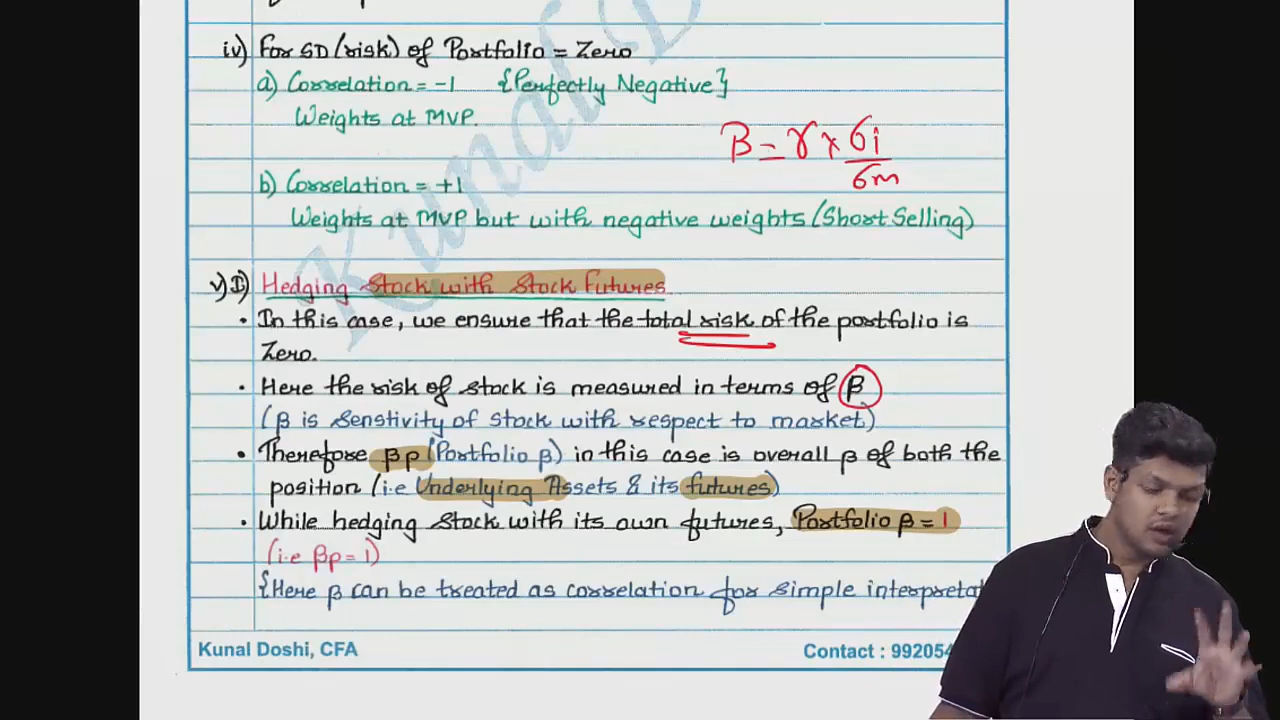 iv) For SD (risk) of Portfolio = Zero
a) Correlation = -1 {Perfectly Negative}
Weights at MVP.
β = r × σi / σm
b) Correlation = +1
Weights at MVP but with negative weights (Short Selling)
v) I) Hedging Stock with Stock Futures
• In this case, we ensure that the total risk of the portfolio is
Zero.
• Here the risk of stock is measured in terms of β
(β is Senstivity of stock with respect to market)
• Therefore βp (Portfolio β) in this case is overall β of both the
position (i.e Underlying Assets & its futures)
• While hedging stock with its own futures, Portfolio β = 1
(i.e βp = 1)
{Here β can be treated as correlation for simple interpretat
Kunal Doshi, CFA
Contact : 992054
Kunal D